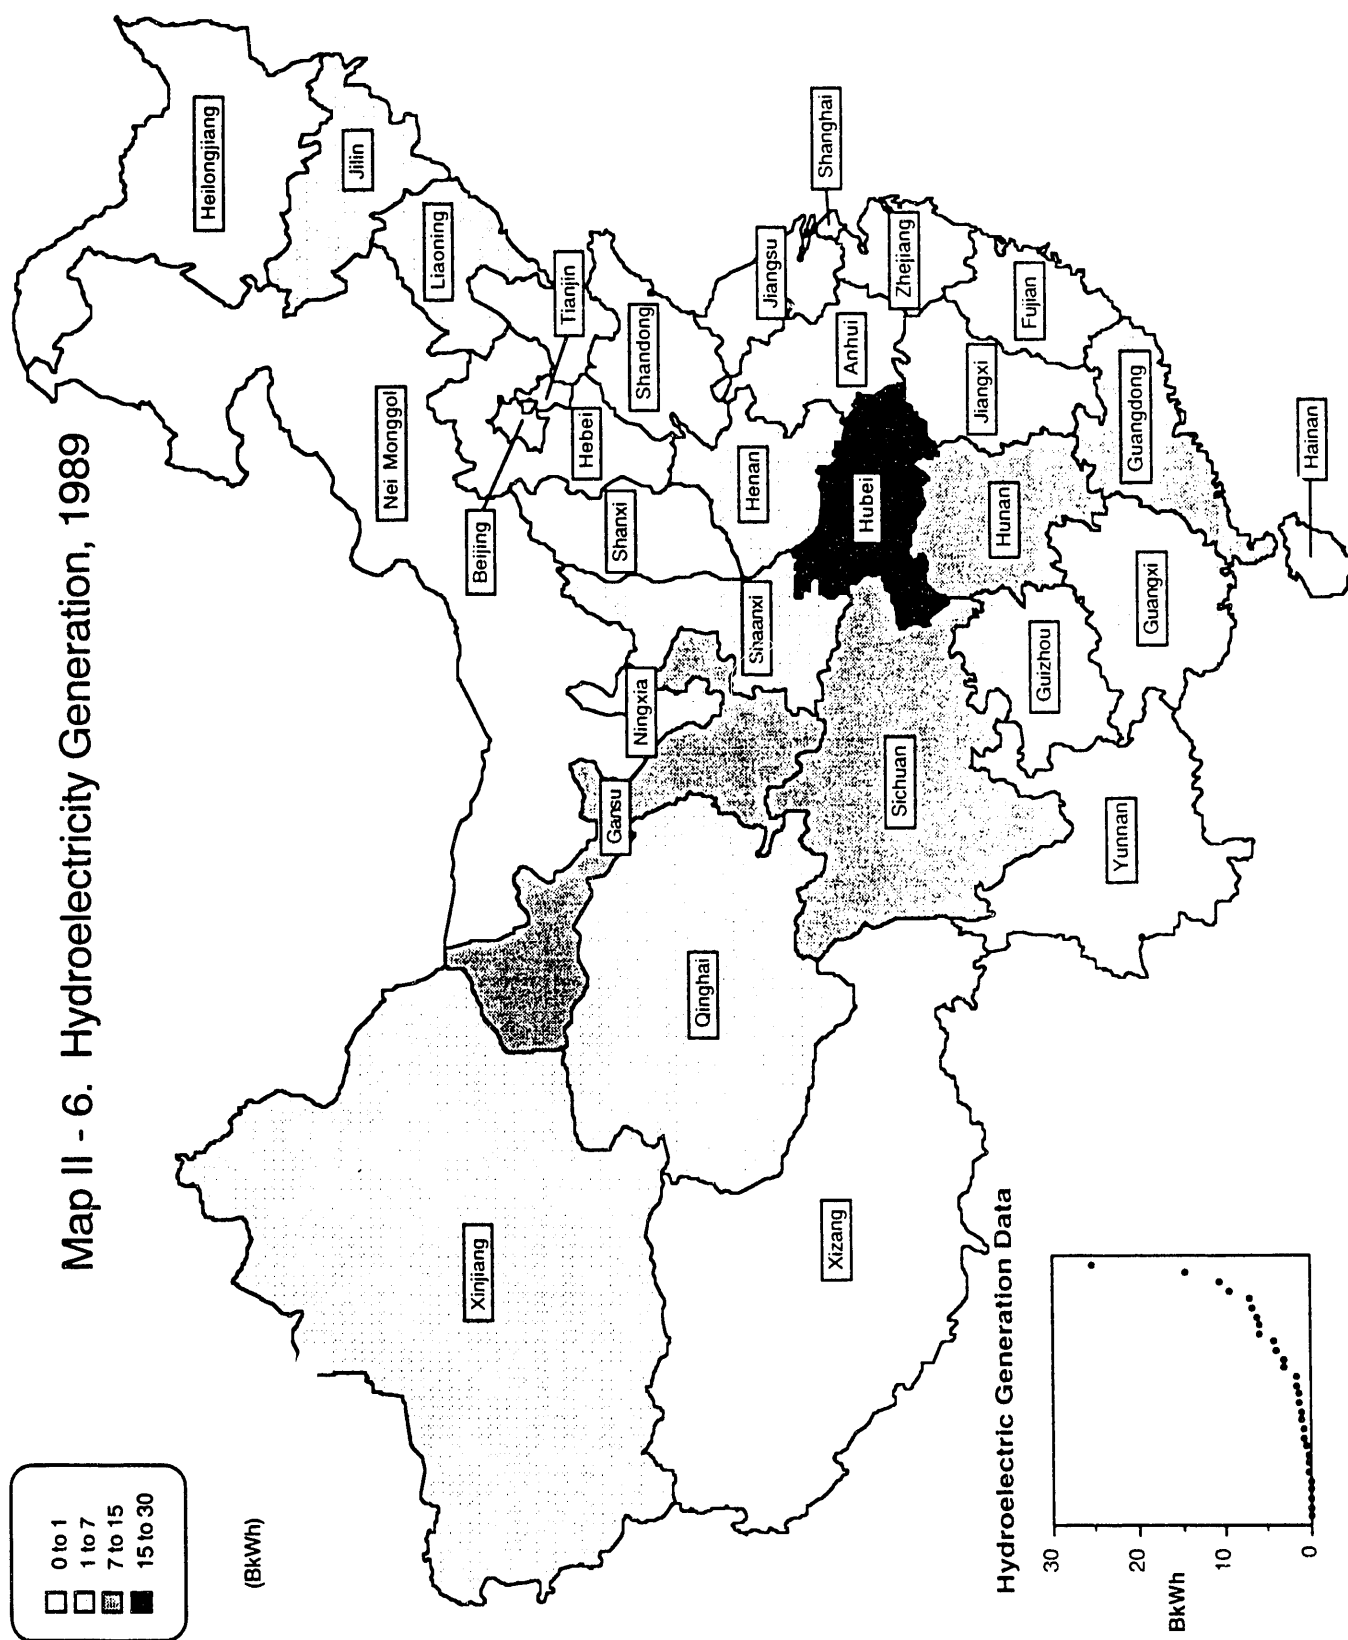 Map II - 6. Hydroelectricity Generation, 1989
0 to 1
1 to 7
7 to 15
15 to 30
(BkWh)
Heilongjiang
Jilin
Liaoning
Nei Monggol
Beijing
Tianjin
Hebei
Shandong
Shanxi
Shaanxi
Ningxia
Gansu
Qinghai
Xinjiang
Xizang
Henan
Jiangsu
Shanghai
Anhui
Zhejiang
Hubei
Sichuan
Hunan
Jiangxi
Fujian
Guizhou
Yunnan
Guangxi
Guangdong
Hainan
Hydroelectric Generation Data
30
20
10
0
BkWh